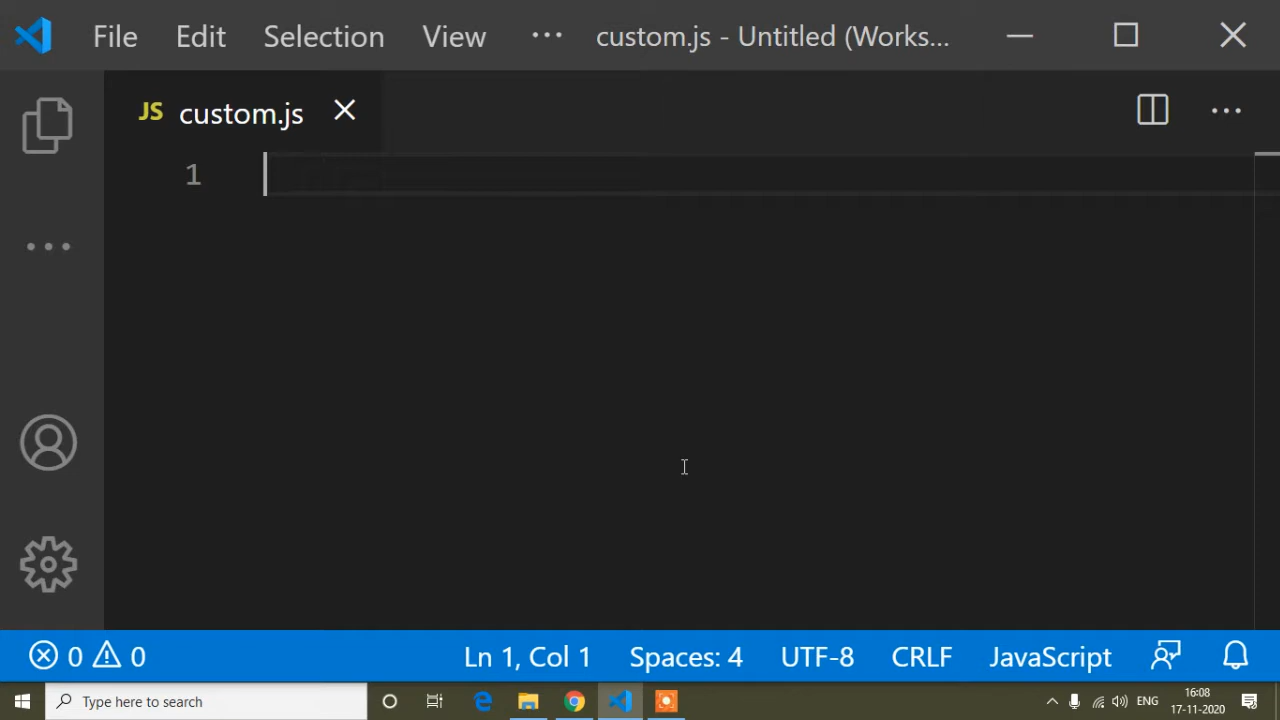 File Edit Selection View ··· custom.js - Untitled (Works...
JS custom.js
1
0 0 Ln 1, Col 1 Spaces: 4 UTF-8 CRLF JavaScript
Type here to search ENG 16:08
17-11-2020